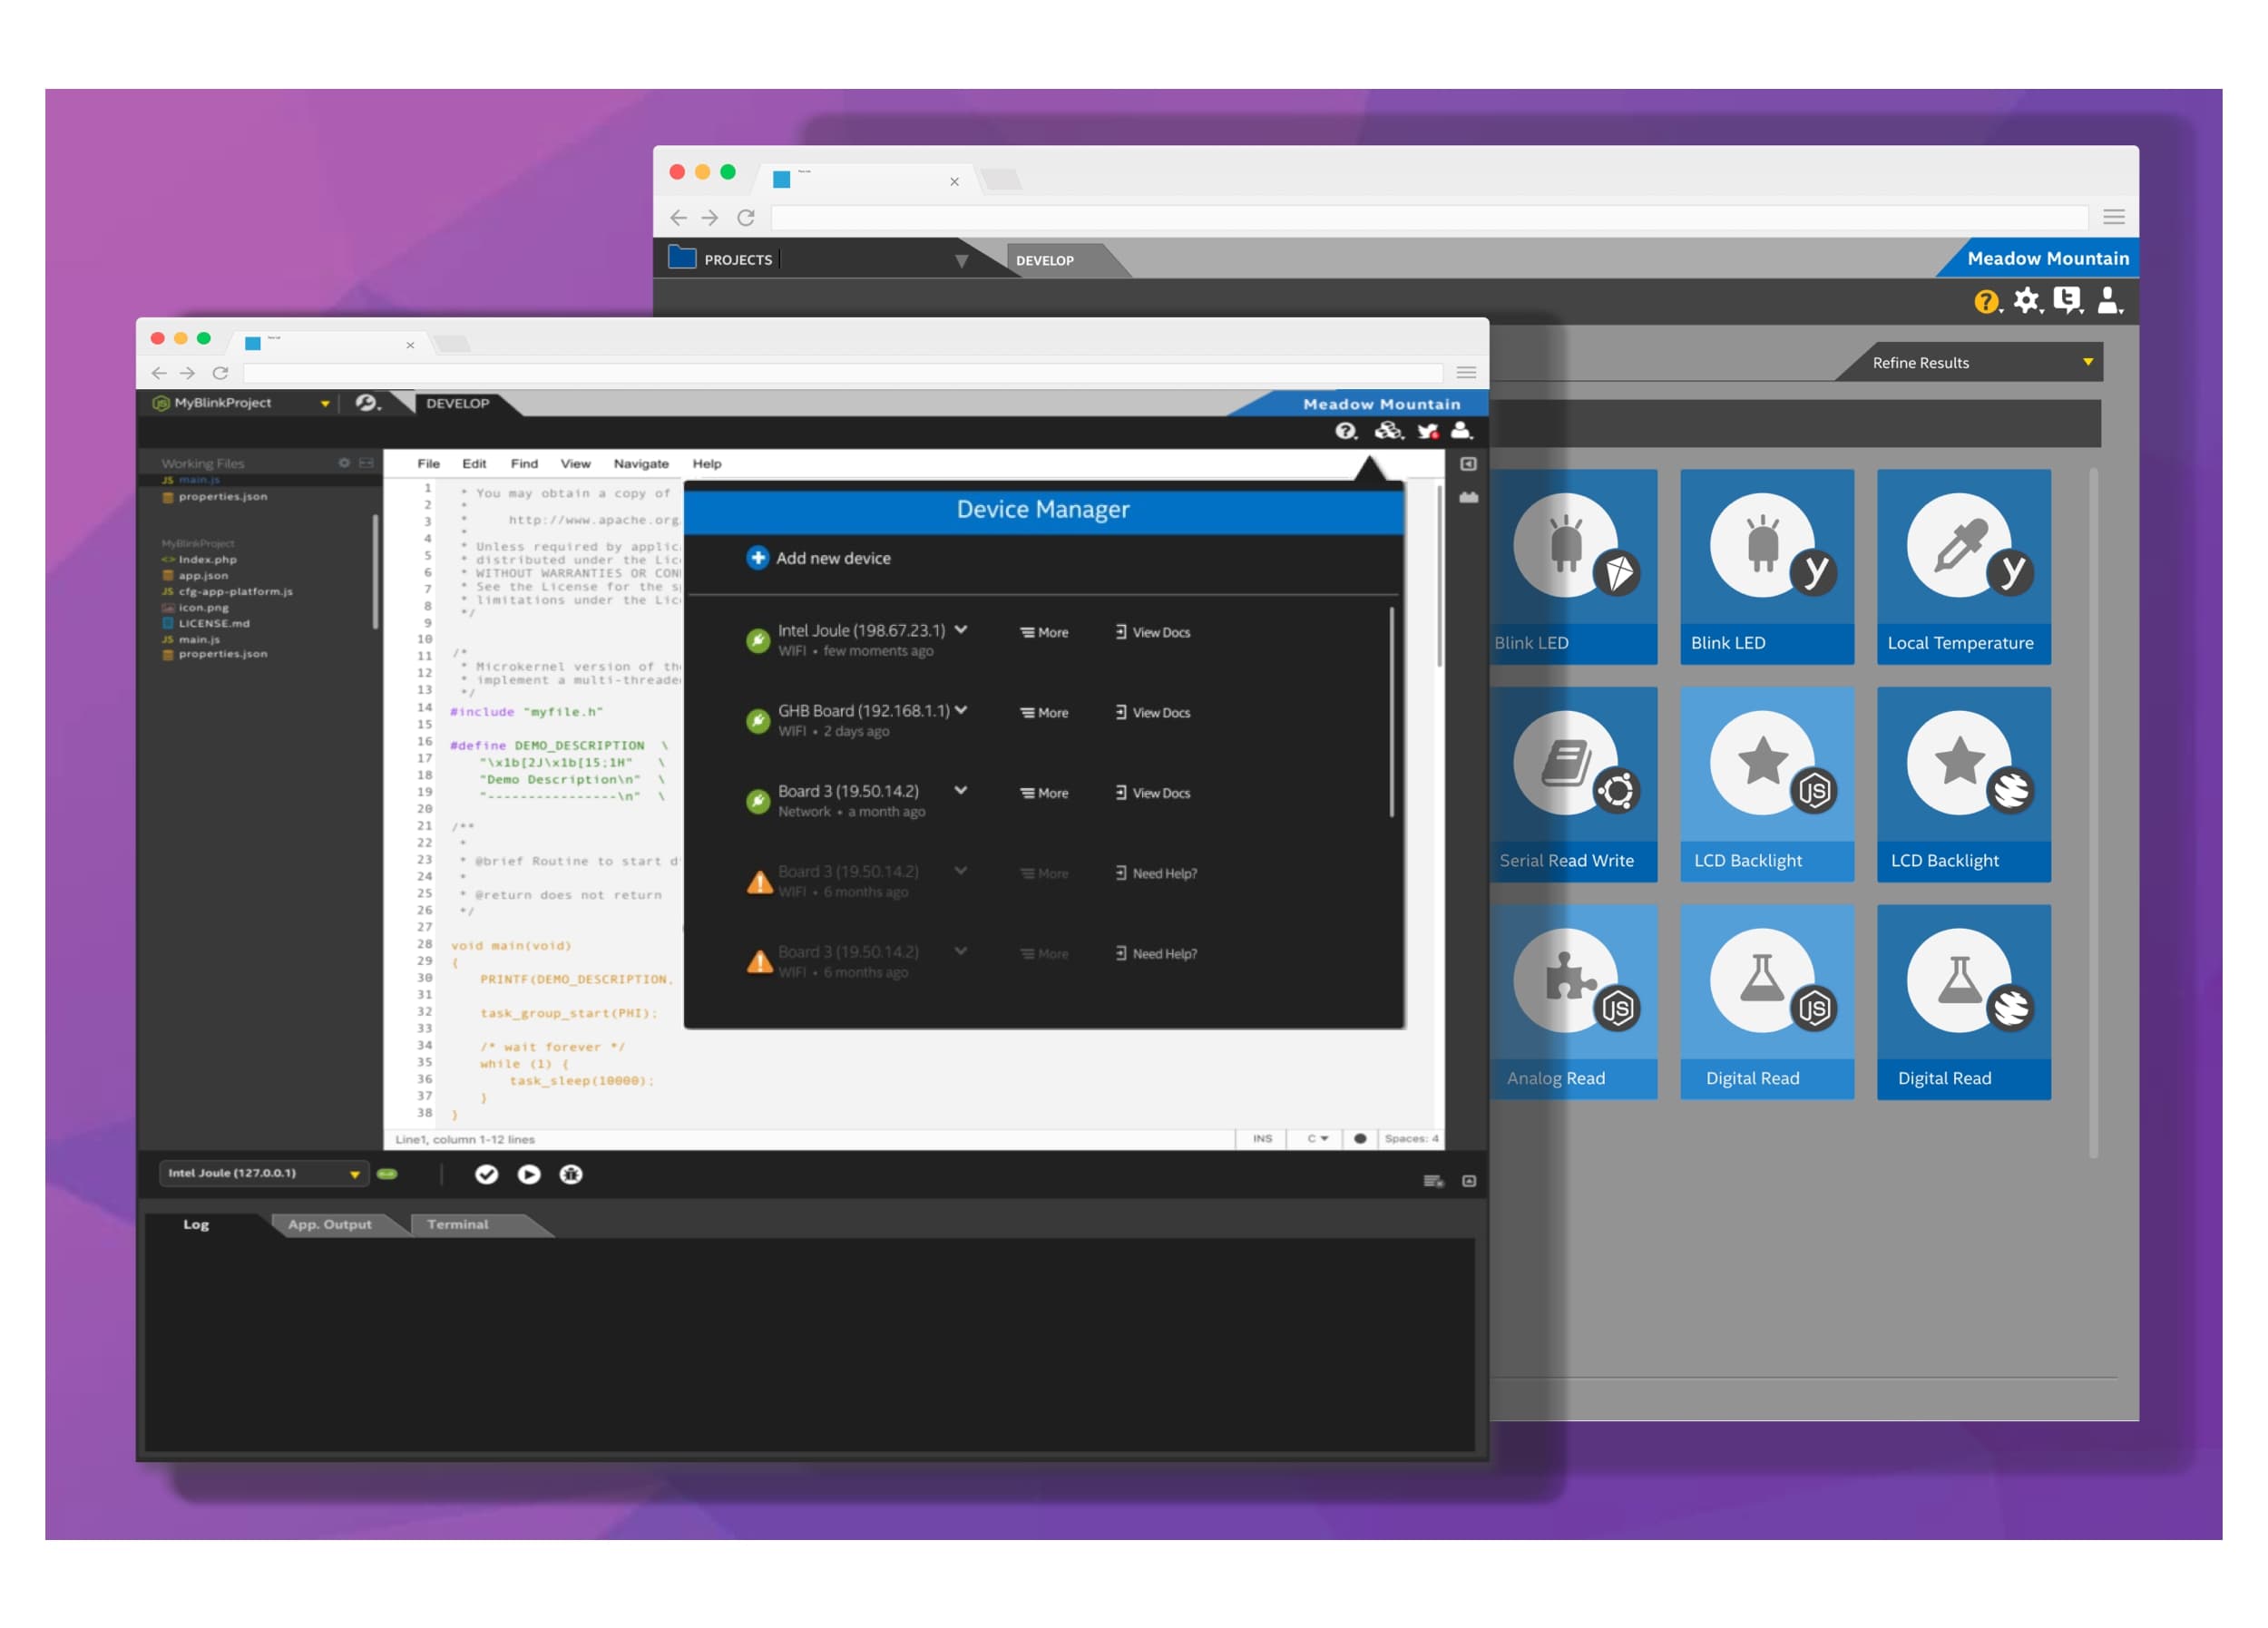 PROJECTS
DEVELOP
Meadow Mountain
Refine Results
Blink LED
Blink LED
Local Temperature
Serial Read Write
LCD Backlight
LCD Backlight
Analog Read
Digital Read
Digital Read
MyBlinkProject
DEVELOP
Meadow Mountain
Working Files
JS main.js
properties.json
MyBlinkProject
<> Index.php
app.json
JS cfg-app-platform.js
icon.png
LICENSE.md
JS main.js
properties.json
File Edit Find View Navigate Help
1 * You may obtain a copy of
2 *
3 * http://www.apache.org
4 *
5 * Unless required by applic
6 * distributed under the Lic
7 * WITHOUT WARRANTIES OR CON
8 * See the License for the s
9 * limitations under the Lic
*/
10
11 /*
12 * Microkernel version of th
13 * implement a multi-threade
*/
14 #include "myfile.h"
15
16 #define DEMO_DESCRIPTION \
17 "\x1b[2J\x1b[15;1H" \
18 "Demo Description\n" \
19 "----------------\n" \
20
21 /**
22 *
23 * @brief Routine to start d
24 *
25 * @return does not return
26 */
27
28 void main(void)
29 {
30 PRINTF(DEMO_DESCRIPTION,
31
32 task_group_start(PHI);
33
34 /* wait forever */
35 while (1) {
36 task_sleep(10000);
37 }
38 }
Device Manager
Add new device
Intel Joule (198.67.23.1) More View Docs
WIFI • few moments ago
GHB Board (192.168.1.1) More View Docs
WIFI • 2 days ago
Board 3 (19.50.14.2) More View Docs
Network • a month ago
Board 3 (19.50.14.2) More Need Help?
WIFI • 6 months ago
Board 3 (19.50.14.2) More Need Help?
WIFI • 6 months ago
Line1, column 1-12 lines INS C Spaces: 4
Intel Joule (127.0.0.1)
Log App. Output Terminal